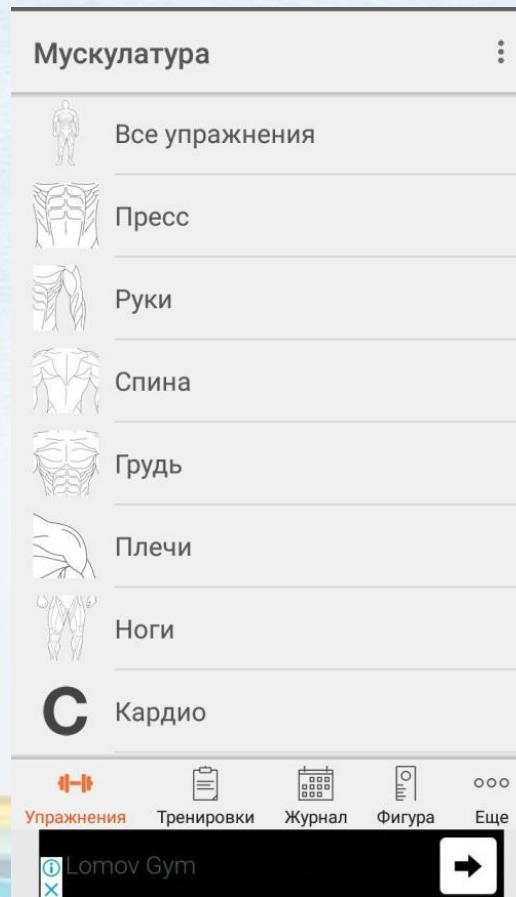 Мускулатура
Все упражнения
Пресс
Руки
Спина
Грудь
Плечи
Ноги
C Кардио
Упражнения Тренировки Журнал Фигура Еще
Lomov Gym